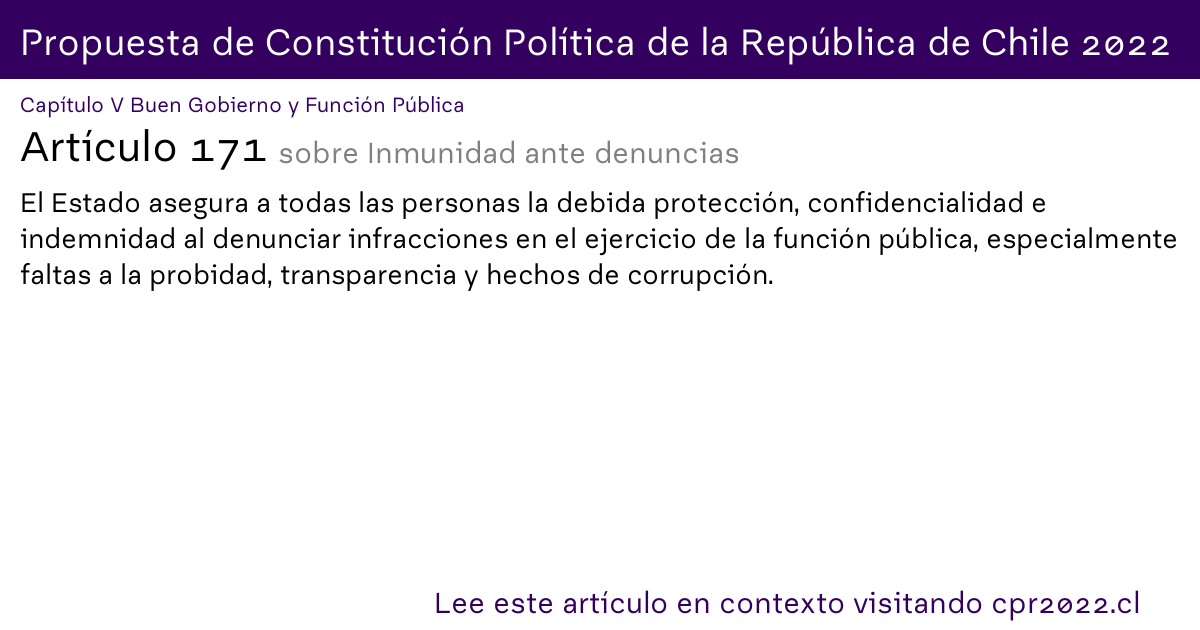 Propuesta de Constitución Política de la República de Chile 2022
Capítulo V Buen Gobierno y Función Pública
Artículo 171 sobre Inmunidad ante denuncias
El Estado asegura a todas las personas la debida protección, confidencialidad e
indemnidad al denunciar infracciones en el ejercicio de la función pública, especialmente
faltas a la probidad, transparencia y hechos de corrupción.
Lee este artículo en contexto visitando cpr2022.cl